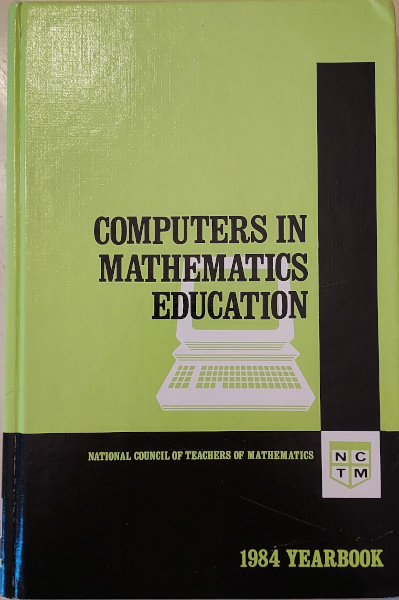 COMPUTERS IN
MATHEMATICS
EDUCATION
NATIONAL COUNCIL OF TEACHERS OF MATHEMATICS
N C
T M
1984 YEARBOOK